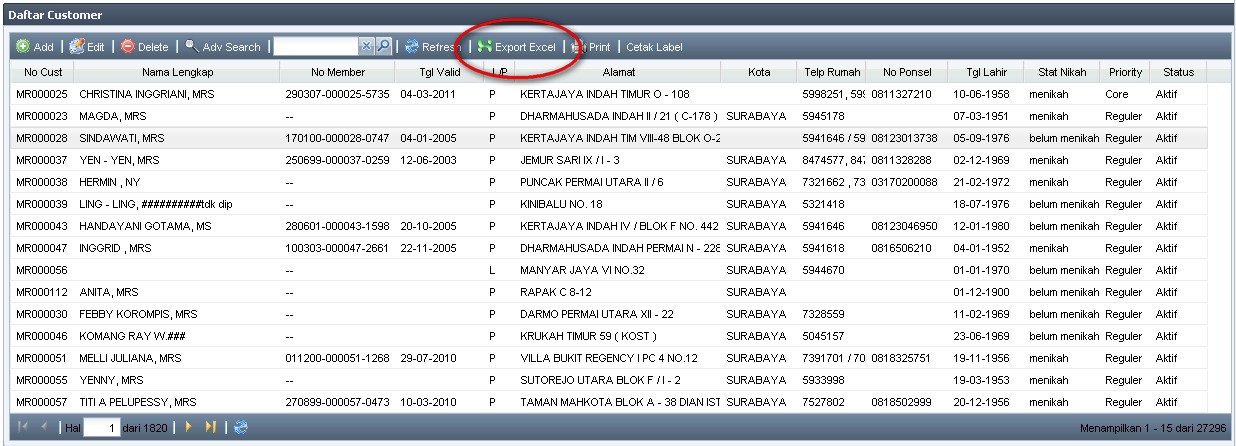 Daftar Customer
Add Edit Delete Adv Search Refresh Export Excel Print Cetak Label
No Cust Nama Lengkap No Member Tgl Valid L/P Alamat Kota Telp Rumah No Ponsel Tgl Lahir Stat Nikah Priority Status
MR000025 CHRISTINA INGGRIANI, MRS 290307-000025-5735 04-03-2011 P KERTAJAYA INDAH TIMUR O - 108 5998251, 599 0811327210 10-06-1958 menikah Core Aktif
MR000023 MAGDA, MRS -- P DHARMAHUSADA INDAH II / 21 ( C-178 ) SURABAYA 5945178 07-03-1951 menikah Reguler Aktif
MR000028 SINDAWATI, MRS 170100-000028-0747 04-01-2005 P KERTAJAYA INDAH TIM VIII-48 BLOK O-2 5941646 / 59 08123013738 05-09-1976 belum menikah Reguler Aktif
MR000037 YEN - YEN, MRS 250699-000037-0259 12-06-2003 P JEMUR SARI IX / I - 3 SURABAYA 8474577, 847 0811328288 02-12-1969 menikah Reguler Aktif
MR000038 HERMIN , NY -- P PUNCAK PERMAI UTARA II / 6 SURABAYA 7321662 , 73 03170200088 21-02-1972 menikah Reguler Aktif
MR000039 LING - LING, ##########tdk dip -- P KINIBALU NO. 18 SURABAYA 5321418 18-07-1976 belum menikah Reguler Aktif
MR000043 HANDAYANI GOTAMA, MS 280601-000043-1598 20-10-2005 P KERTAJAYA INDAH IV / BLOK F NO. 442 SURABAYA 5941646 08123046950 12-01-1980 belum menikah Reguler Aktif
MR000047 INGGRID , MRS 100303-000047-2661 22-11-2005 P DHARMAHUSADA INDAH PERMAI N - 228 SURABAYA 5941618 0816506210 04-01-1952 menikah Reguler Aktif
MR000056 -- L MANYAR JAYA VI NO.32 SURABAYA 5944670 01-01-1970 belum menikah Reguler Aktif
MR000112 ANITA, MRS -- P RAPAK C 8-12 SURABAYA 01-12-1900 belum menikah Reguler Aktif
MR000030 FEBBY KOROMPIS, MRS -- P DARMO PERMAI UTARA XII - 22 SURABAYA 7328559 11-02-1969 belum menikah Reguler Aktif
MR000046 KOMANG RAY W.### -- P KRUKAH TIMUR 59 ( KOST ) SURABAYA 5045157 23-06-1969 belum menikah Reguler Aktif
MR000051 MELLI JULIANA, MRS 011200-000051-1268 29-07-2010 P VILLA BUKIT REGENCY I PC 4 NO.12 SURABAYA 7391701 / 70 0818325751 19-11-1956 menikah Reguler Aktif
MR000055 YENNY, MRS -- P SUTOREJO UTARA BLOK F / I - 2 SURABAYA 5933998 19-03-1953 menikah Reguler Aktif
MR000057 TITI A PELUPESSY, MRS 270899-000057-0473 10-03-2010 P TAMAN MAHKOTA BLOK A - 38 DIAN IST SURABAYA 7527802 0818502999 20-12-1956 menikah Reguler Aktif
Hal 1 dari 1820 Menampilkan 1 - 15 dari 27296